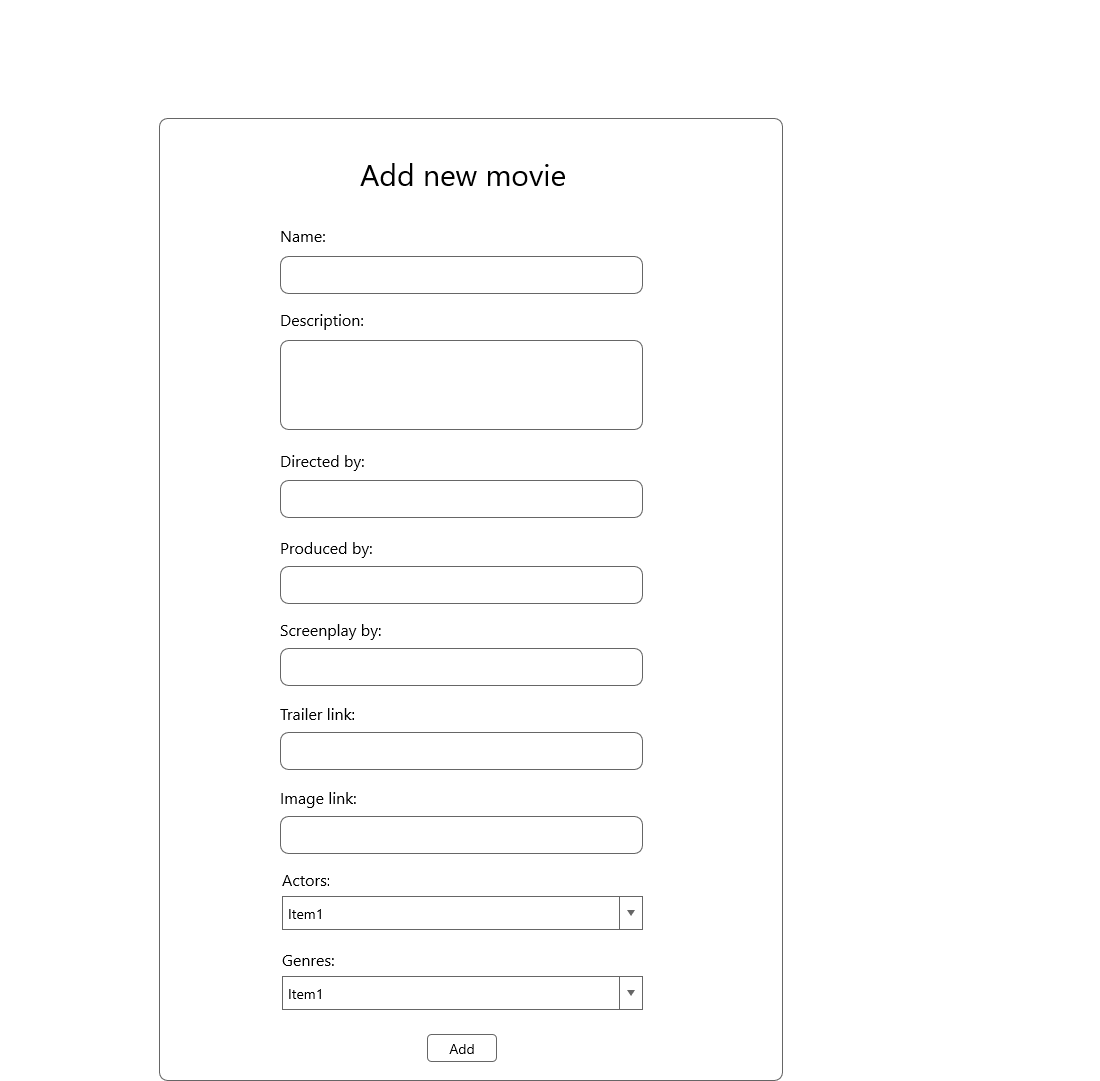 Add new movie
Name:
Description:
Directed by:
Produced by:
Screenplay by:
Trailer link:
Image link:
Actors:
Item1
Genres:
Item1
Add